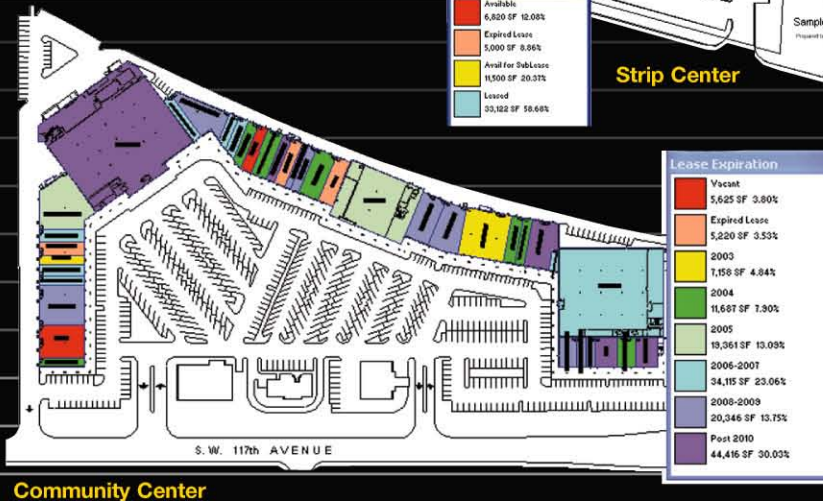 Available
6,820 SF 12.08%
Expired Lease
5,000 SF 8.86%
Avail for SubLease
11,500 SF 20.37%
Leased
33,122 SF 58.68%
Sampl
Strip Center
Lease Expiration
Vacant
5,625 SF 3.80%
Expired Lease
5,220 SF 3.53%
2003
7,158 SF 4.84%
2004
11,687 SF 7.90%
2005
19,361 SF 13.09%
2006-2007
34,115 SF 23.06%
2008-2009
20,346 SF 13.75%
Post 2010
44,416 SF 30.03%
S.W. 117th AVENUE
Community Center